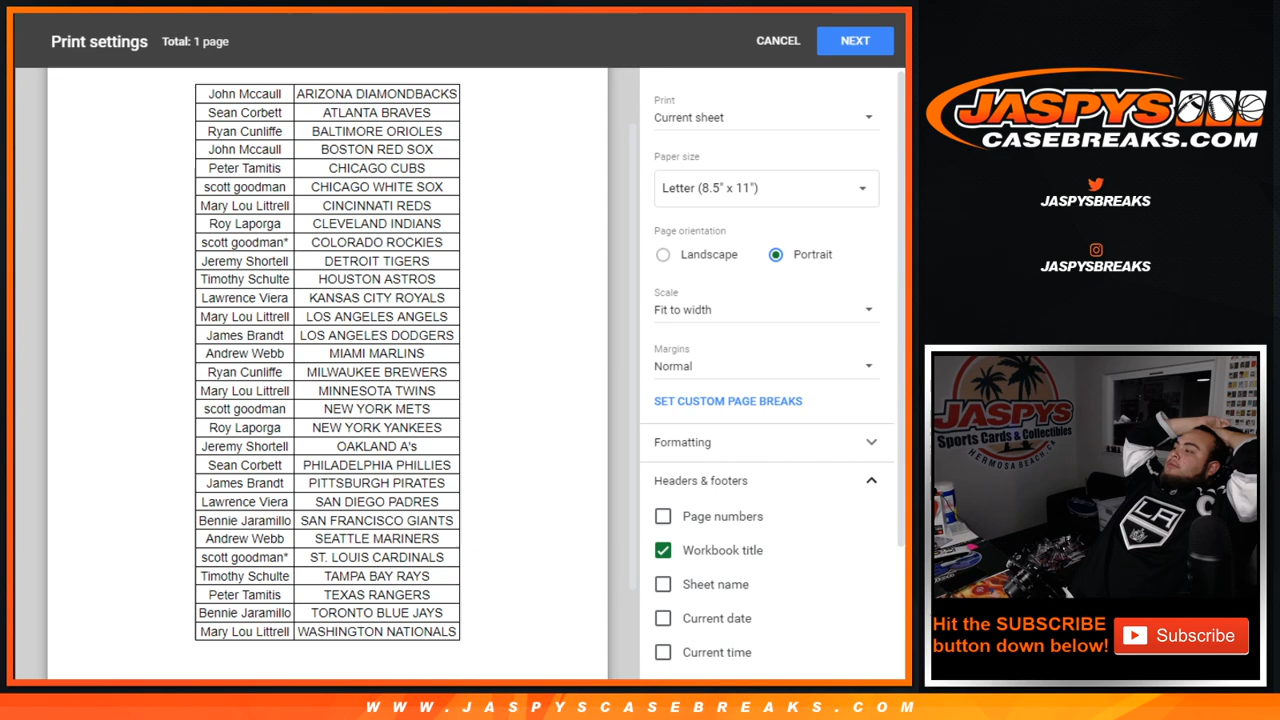 Print settings Total: 1 page CANCEL NEXT
John Mccaull ARIZONA DIAMONDBACKS
Sean Corbett ATLANTA BRAVES
Ryan Cunliffe BALTIMORE ORIOLES
John Mccaull BOSTON RED SOX
Peter Tamitis CHICAGO CUBS
scott goodman CHICAGO WHITE SOX
Mary Lou Littrell CINCINNATI REDS
Roy Laporga CLEVELAND INDIANS
scott goodman* COLORADO ROCKIES
Jeremy Shortell DETROIT TIGERS
Timothy Schulte HOUSTON ASTROS
Lawrence Viera KANSAS CITY ROYALS
Mary Lou Littrell LOS ANGELES ANGELS
James Brandt LOS ANGELES DODGERS
Andrew Webb MIAMI MARLINS
Ryan Cunliffe MILWAUKEE BREWERS
Mary Lou Littrell MINNESOTA TWINS
scott goodman NEW YORK METS
Roy Laporga NEW YORK YANKEES
Jeremy Shortell OAKLAND A's
Sean Corbett PHILADELPHIA PHILLIES
James Brandt PITTSBURGH PIRATES
Lawrence Viera SAN DIEGO PADRES
Bennie Jaramillo SAN FRANCISCO GIANTS
Andrew Webb SEATTLE MARINERS
scott goodman* ST. LOUIS CARDINALS
Timothy Schulte TAMPA BAY RAYS
Peter Tamitis TEXAS RANGERS
Bennie Jaramillo TORONTO BLUE JAYS
Mary Lou Littrell WASHINGTON NATIONALS
Print
Current sheet
Paper size
Letter (8.5" x 11")
Page orientation
Landscape Portrait
Scale
Fit to width
Margins
Normal
SET CUSTOM PAGE BREAKS
Formatting
Headers & footers
Page numbers
Workbook title
Sheet name
Current date
Current time
JASPYS
CASEBREAKS.COM
JASPYSBREAKS
JASPYSBREAKS
JASPYS
Sports Cards & Collectibles
HERMOSA BEACH, CA
LA
C
Hit the SUBSCRIBE
button down below!
Subscribe
WWW.JASPYSCASEBREAKS.COM